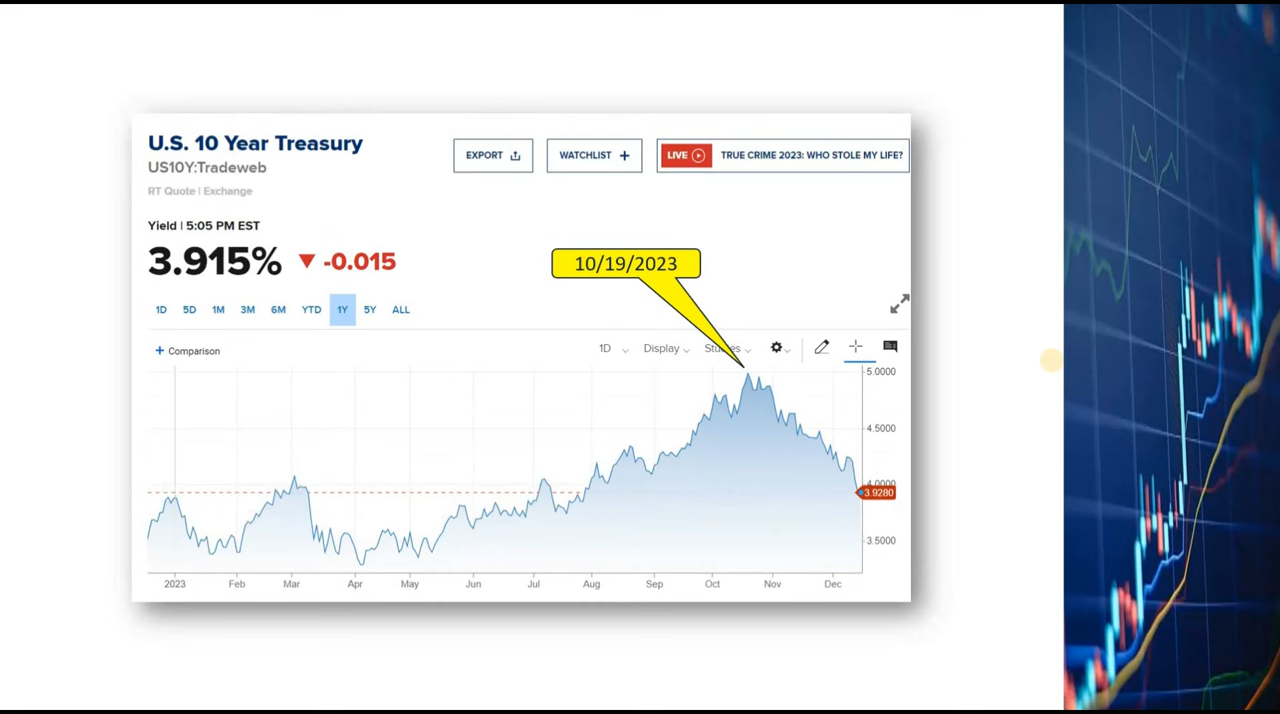 U.S. 10 Year Treasury
US10Y:Tradeweb
RT Quote | Exchange
EXPORT
WATCHLIST +
LIVE TRUE CRIME 2023: WHO STOLE MY LIFE?
Yield | 5:05 PM EST
3.915% ▼ -0.015
10/19/2023
1D 5D 1M 3M 6M YTD 1Y 5Y ALL
+ Comparison
1D Display Studies
5.0000
4.5000
4.0000
3.9280
3.5000
2023 Feb Mar Apr May Jun Jul Aug Sep Oct Nov Dec